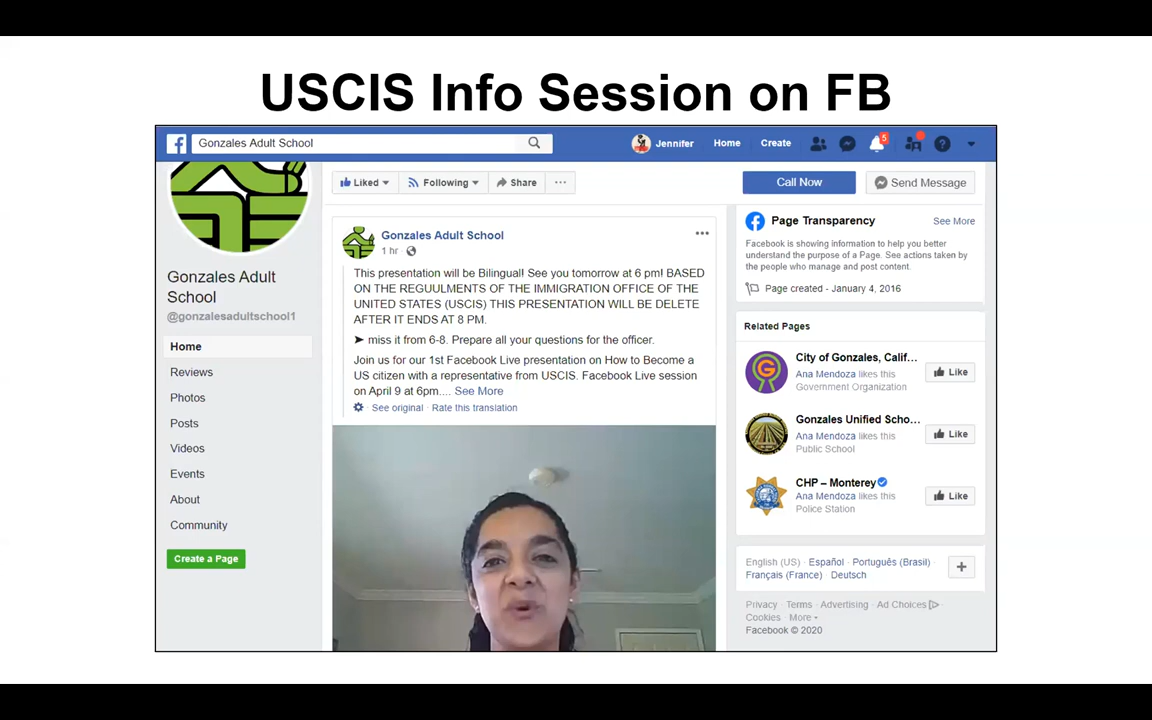 USCIS Info Session on FB
Gonzales Adult School
Jennifer
Home
Create
5
Liked
Following
Share
Call Now
Send Message
Gonzales Adult
School
@gonzalesadultschool1
Home
Reviews
Photos
Posts
Videos
Events
About
Community
Create a Page
Gonzales Adult School
1 hr
This presentation will be Bilingual! See you tomorrow at 6 pm! BASED
ON THE REGUULMENTS OF THE IMMIGRATION OFFICE OF THE
UNITED STATES (USCIS) THIS PRESENTATION WILL BE DELETE
AFTER IT ENDS AT 8 PM.
➤ miss it from 6-8. Prepare all your questions for the officer.
Join us for our 1st Facebook Live presentation on How to Become a
US citizen with a representative from USCIS. Facebook Live session
on April 9 at 6pm.... See More
See original · Rate this translation
Page Transparency
See More
Facebook is showing information to help you better
understand the purpose of a Page. See actions taken by
the people who manage and post content.
Page created - January 4, 2016
Related Pages
City of Gonzales, Calif...
Ana Mendoza likes this
Government Organization
Like
Gonzales Unified Scho...
Ana Mendoza likes this
Public School
Like
CHP – Monterey
Ana Mendoza likes this
Police Station
Like
English (US) · Español · Português (Brasil) ·
Français (France) · Deutsch
Privacy · Terms · Advertising · Ad Choices ·
Cookies · More
Facebook © 2020